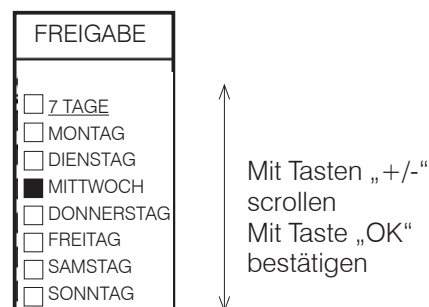 FREIGABE
7 TAGE
MONTAG
DIENSTAG
MITTWOCH
DONNERSTAG
FREITAG
SAMSTAG
SONNTAG
Mit Tasten „+/-“
scrollen
Mit Taste „OK“
bestätigen